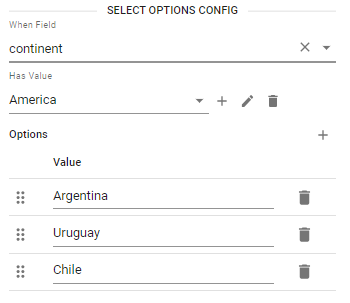 SELECT OPTIONS CONFIG
When Field
continent
Has Value
America
Options
Value
Argentina
Uruguay
Chile